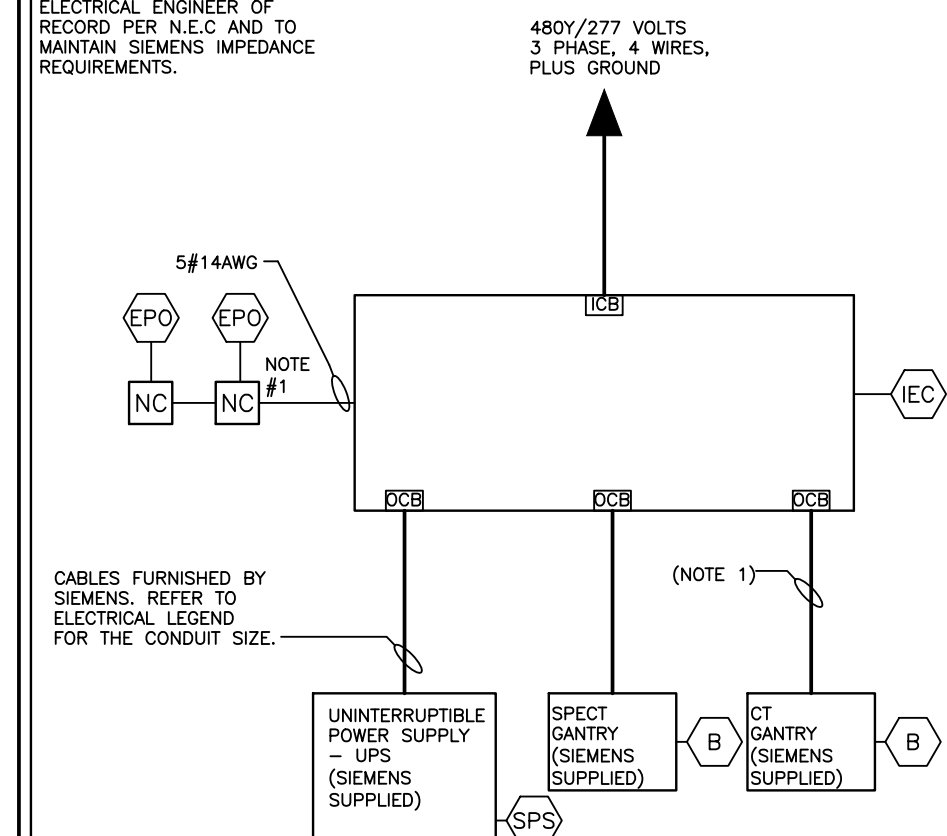 ELECTRICAL ENGINEER OF
RECORD PER N.E.C AND TO
MAINTAIN SIEMENS IMPEDANCE
REQUIREMENTS.
480Y/277 VOLTS
3 PHASE, 4 WIRES,
PLUS GROUND
5#14AWG
EPO
EPO
NOTE
#1
NC
NC
ICB
IEC
OCB
OCB
OCB
(NOTE 1)
CABLES FURNISHED BY
SIEMENS. REFER TO
ELECTRICAL LEGEND
FOR THE CONDUIT SIZE.
UNINTERRUPTIBLE
POWER SUPPLY
– UPS
(SIEMENS
SUPPLIED)
SPS
SPECT
GANTRY
(SIEMENS
SUPPLIED)
B
CT
GANTRY
(SIEMENS
SUPPLIED)
B